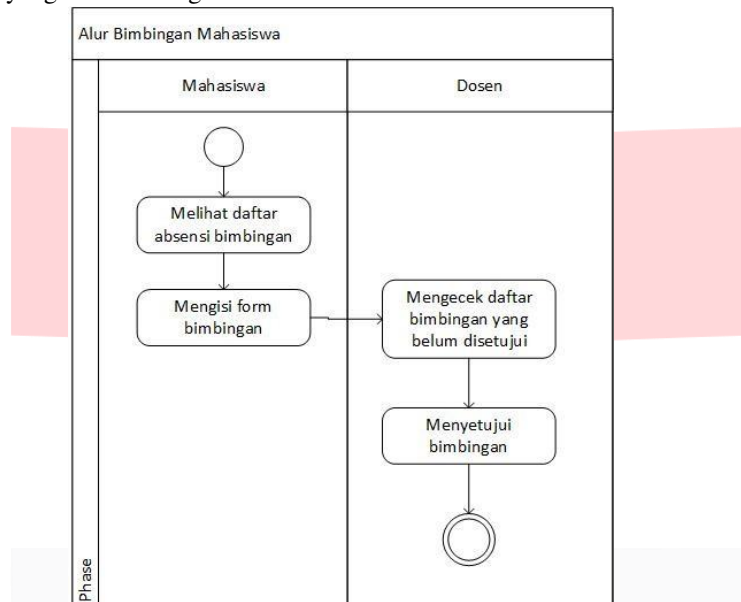 Alur Bimbingan Mahasiswa
Mahasiswa
Dosen
Melihat daftar
absensi bimbingan
Mengisi form
bimbingan
Mengecek daftar
bimbingan yang
belum disetujui
Menyetujui
bimbingan
Phase